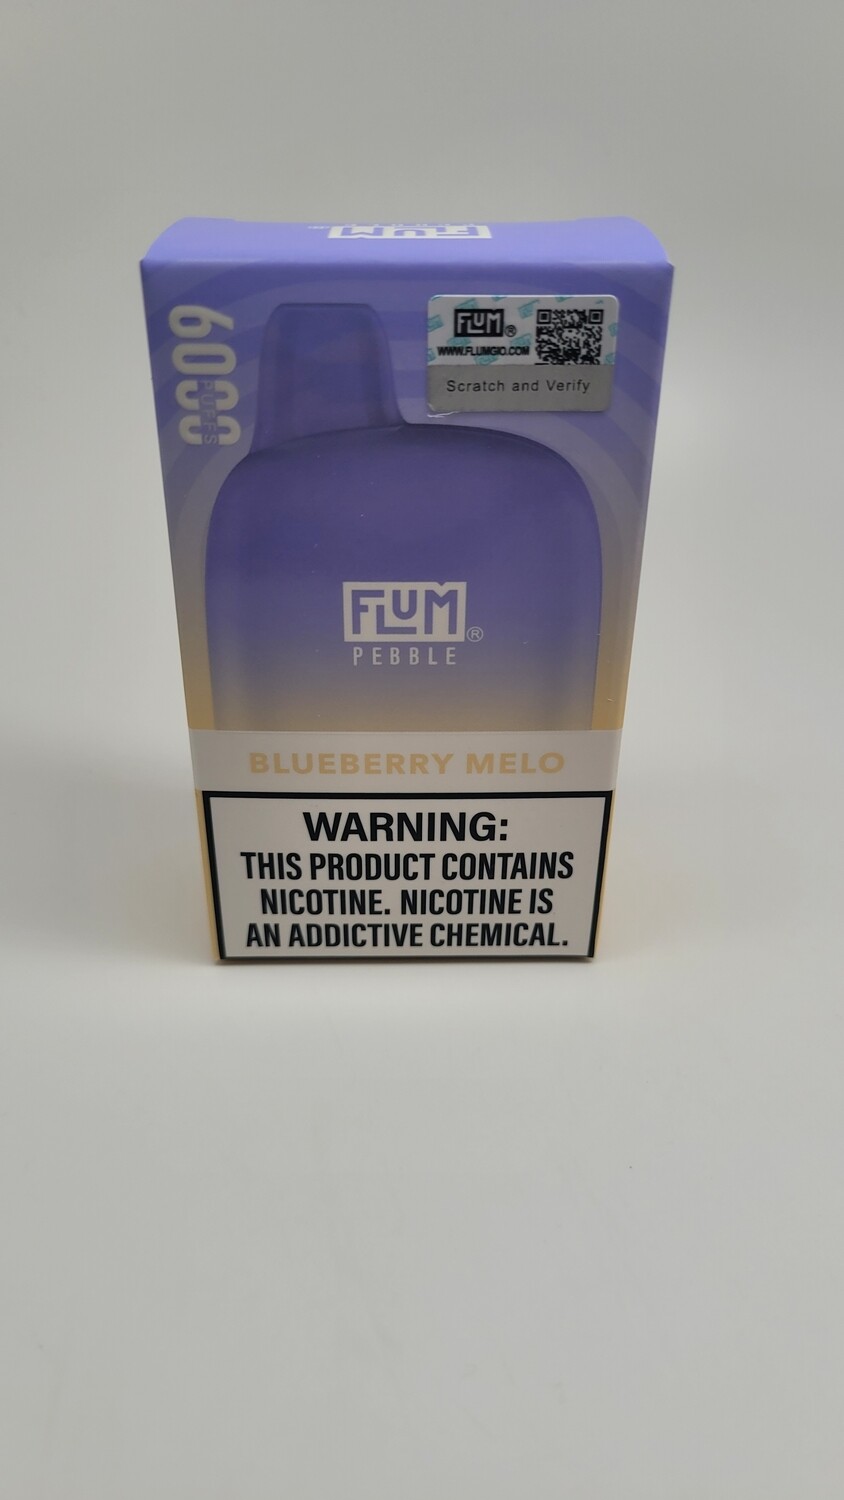 FLUM
6000
PUFFS
FLUM®
WWW.FLUMGIO.COM
Scratch and Verify
FLUM®
PEBBLE
BLUEBERRY MELO
WARNING:
THIS PRODUCT CONTAINS
NICOTINE. NICOTINE IS
AN ADDICTIVE CHEMICAL.